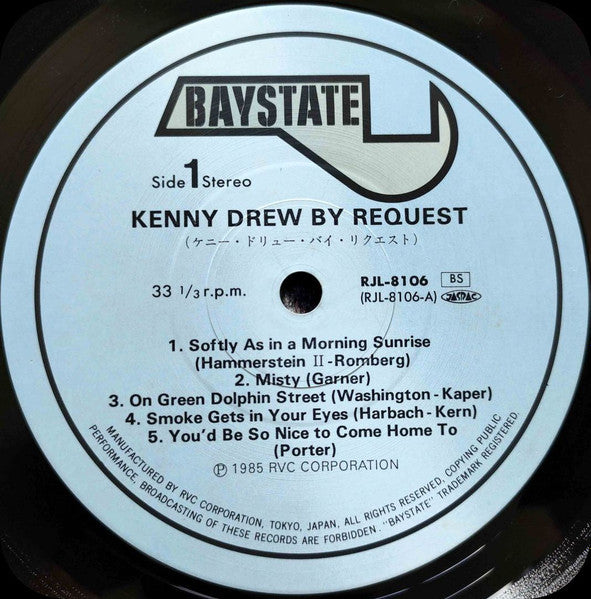 BAYSTATE
Side 1 Stereo
KENNY DREW BY REQUEST
(ケニー・ドリュー・バイ・リクエスト)
33 1/3 r.p.m.
RJL-8106 BS
(RJL-8106-A) JASRAC
1. Softly As in a Morning Sunrise
(Hammerstein II-Romberg)
2. Misty (Garner)
3. On Green Dolphin Street (Washington-Kaper)
4. Smoke Gets in Your Eyes (Harbach-Kern)
5. You'd Be So Nice to Come Home To
(Porter)
Ⓟ 1985 RVC CORPORATION
MANUFACTURED BY RVC CORPORATION, TOKYO, JAPAN, ALL RIGHTS RESERVED, COPYING PUBLIC
PERFORMANCE, BROADCASTING OF THESE RECORDS ARE FORBIDDEN. "BAYSTATE" TRADEMARK REGISTERED.